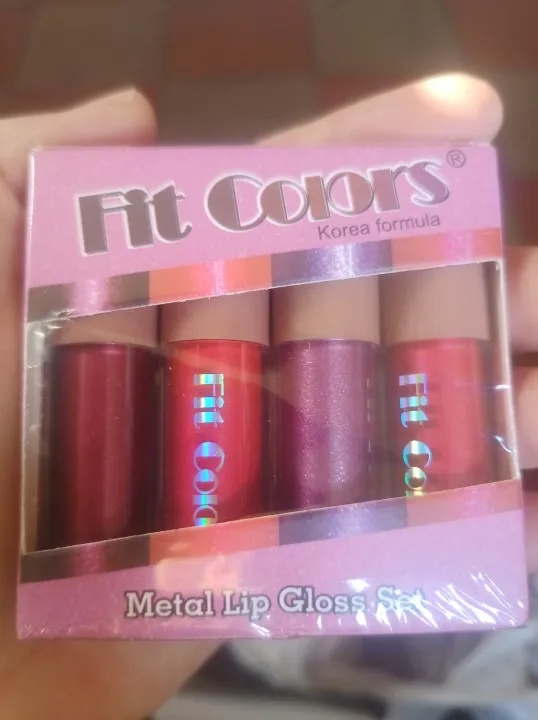 Fit Colors®
Korea formula
Fit Colo
Fit Co
Metal Lip Gloss Set